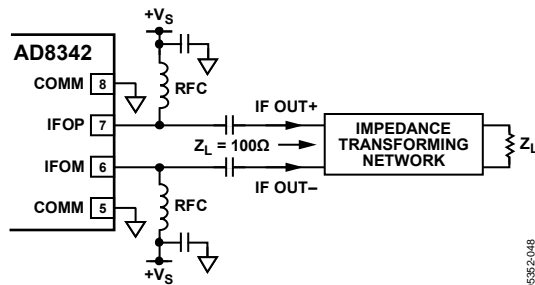 +VS
AD8342
COMM 8
RFC
IFOP 7
IF OUT+
ZL = 100Ω
IMPEDANCE
TRANSFORMING
NETWORK
ZL
IFOM 6
IF OUT–
COMM 5
RFC
+VS
05352-048